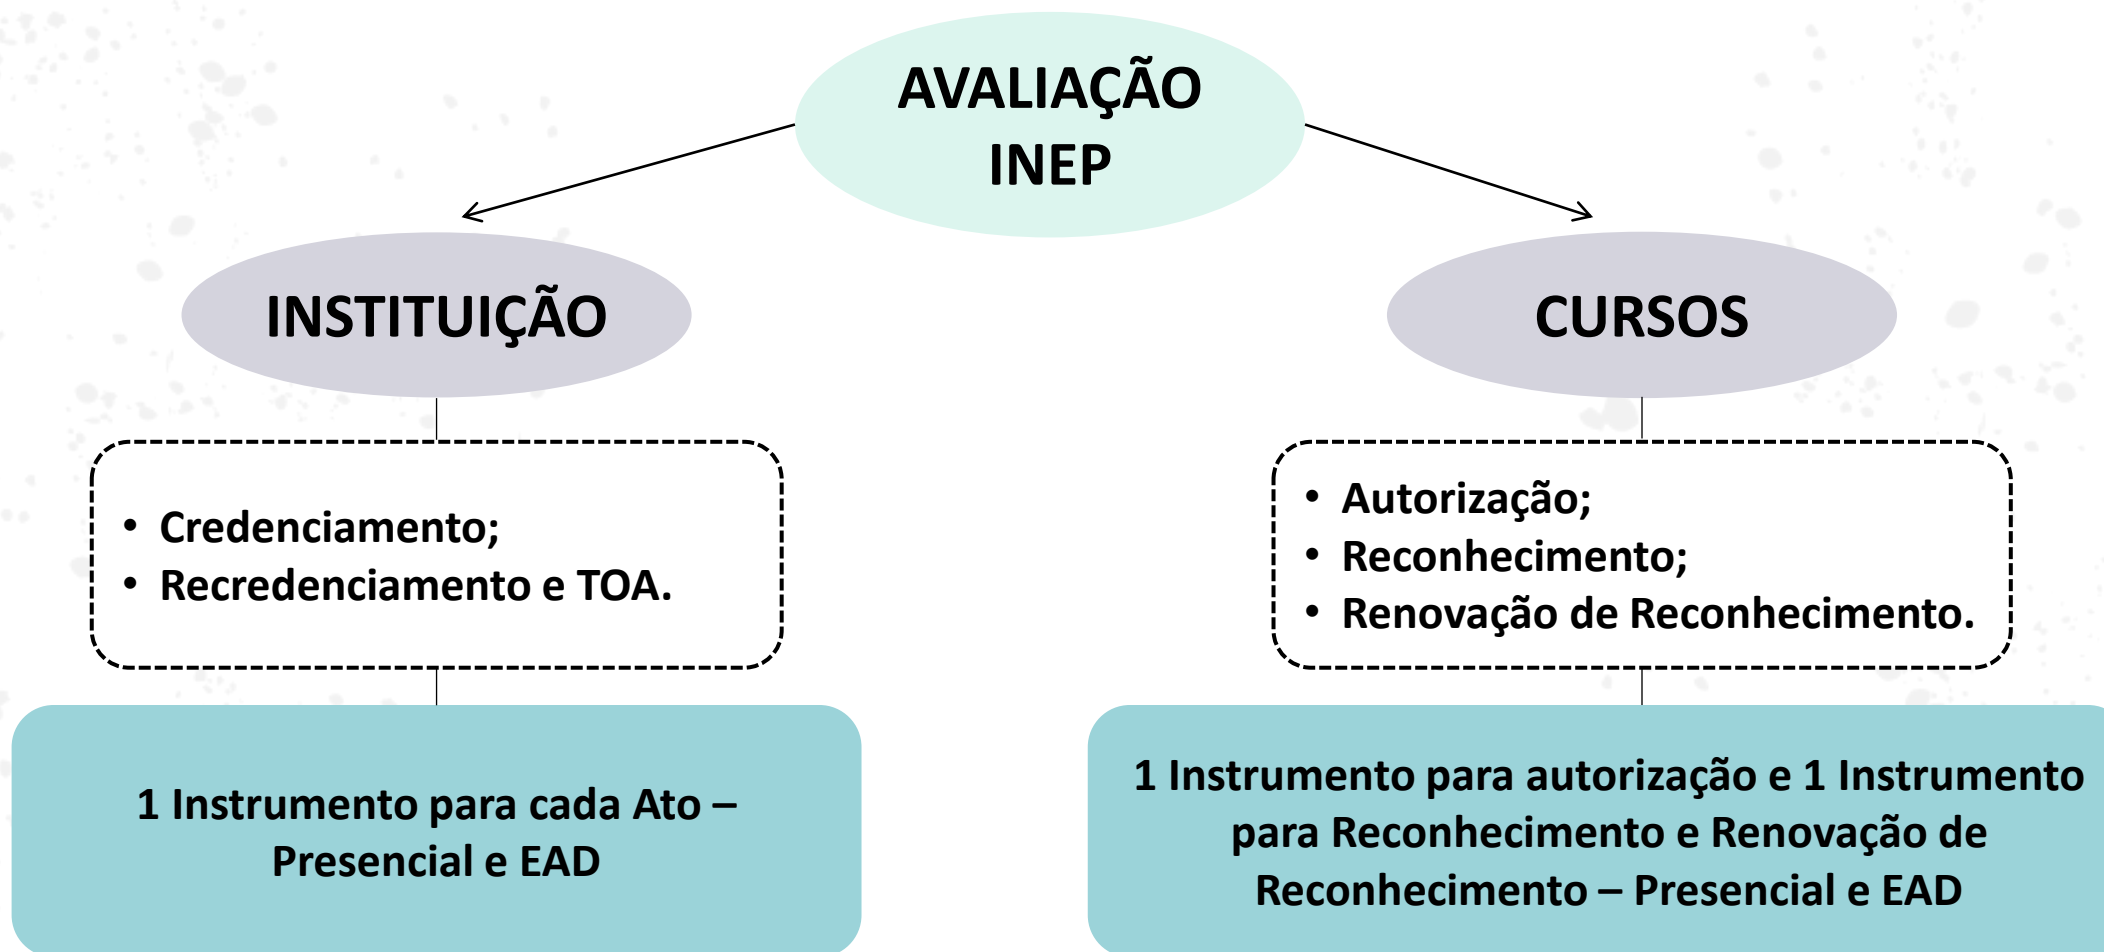 AVALIAÇÃO
INEP
INSTITUIÇÃO
CURSOS
• Credenciamento;
• Recredenciamento e TOA.
• Autorização;
• Reconhecimento;
• Renovação de Reconhecimento.
1 Instrumento para cada Ato –
Presencial e EAD
1 Instrumento para autorização e 1 Instrumento
para Reconhecimento e Renovação de
Reconhecimento – Presencial e EAD